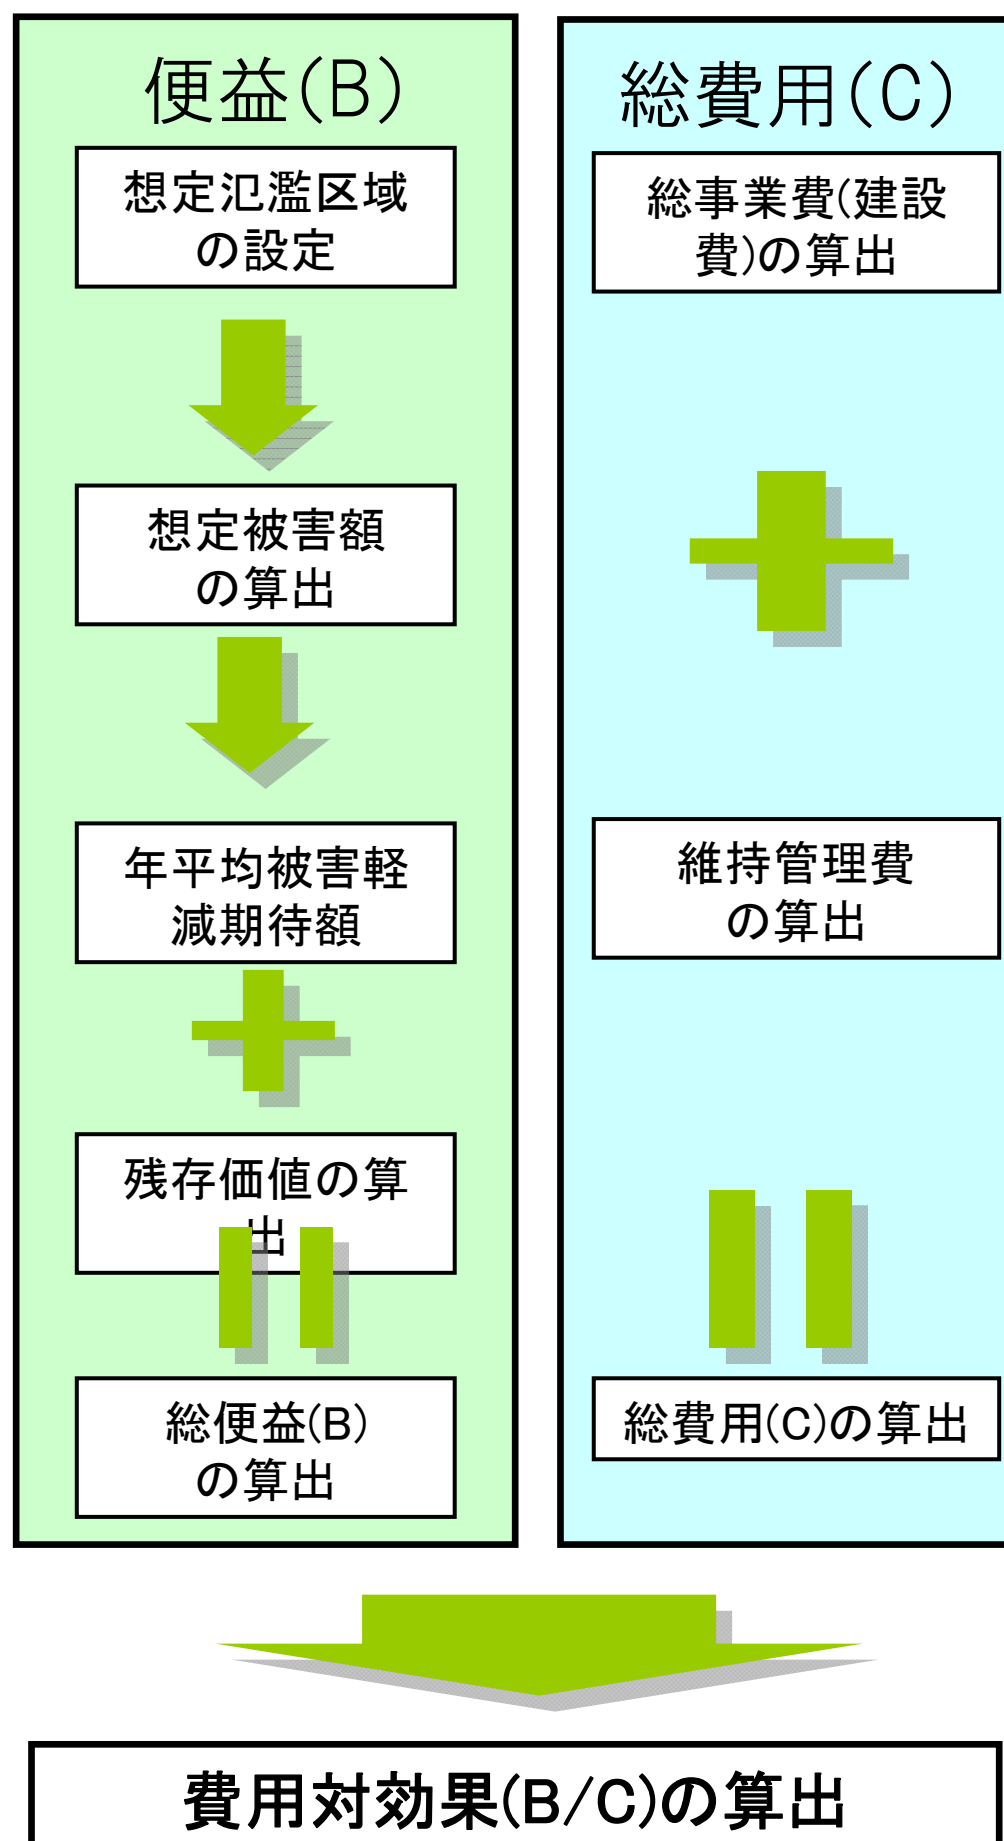 便益(B)
想定氾濫区域
の設定
想定被害額
の算出
年平均被害軽
減期待額
残存価値の算
出
総便益(B)
の算出
総費用(C)
総事業費(建設
費)の算出
維持管理費
の算出
総費用(C)の算出
費用対効果(B/C)の算出